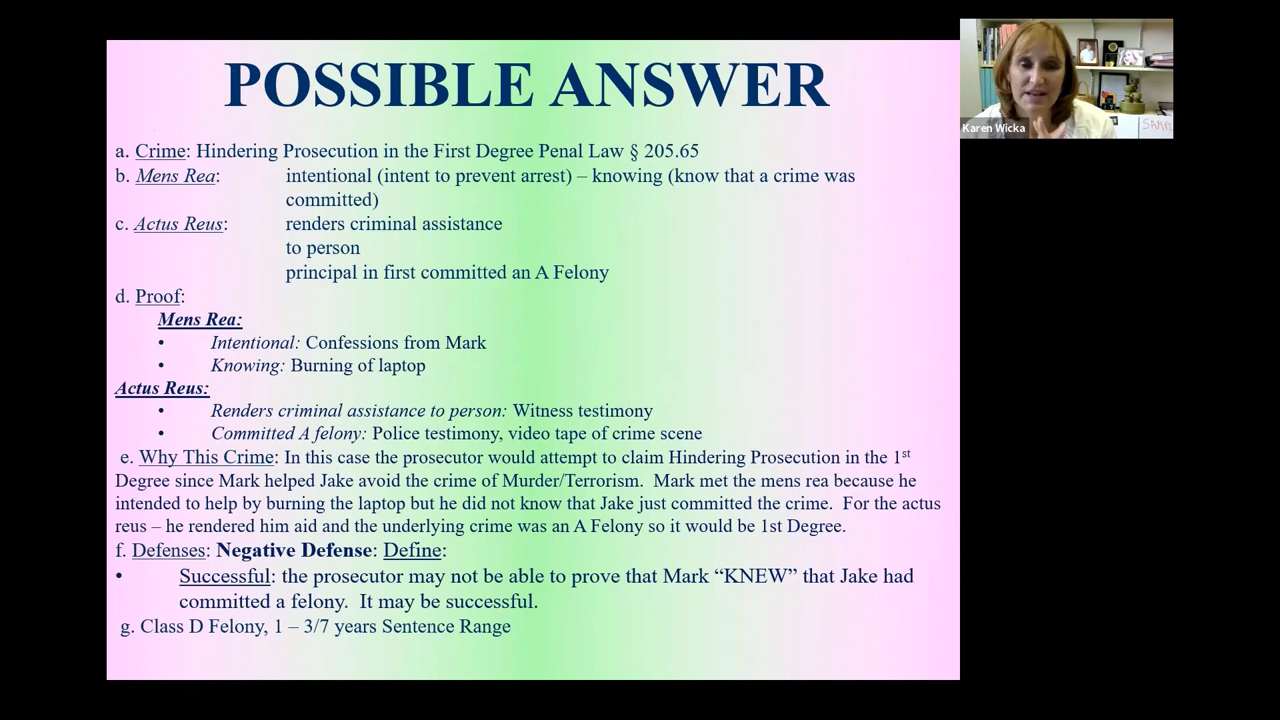 POSSIBLE ANSWER
a. Crime: Hindering Prosecution in the First Degree Penal Law § 205.65
b. Mens Rea: intentional (intent to prevent arrest) – knowing (know that a crime was
committed)
c. Actus Reus: renders criminal assistance
to person
principal in first committed an A Felony
d. Proof:
Mens Rea:
• Intentional: Confessions from Mark
• Knowing: Burning of laptop
Actus Reus:
• Renders criminal assistance to person: Witness testimony
• Committed A felony: Police testimony, video tape of crime scene
e. Why This Crime: In this case the prosecutor would attempt to claim Hindering Prosecution in the 1st
Degree since Mark helped Jake avoid the crime of Murder/Terrorism. Mark met the mens rea because he
intended to help by burning the laptop but he did not know that Jake just committed the crime. For the actus
reus – he rendered him aid and the underlying crime was an A Felony so it would be 1st Degree.
f. Defenses: Negative Defense: Define:
• Successful: the prosecutor may not be able to prove that Mark “KNEW” that Jake had
committed a felony. It may be successful.
g. Class D Felony, 1 – 3/7 years Sentence Range
Karen Wicka